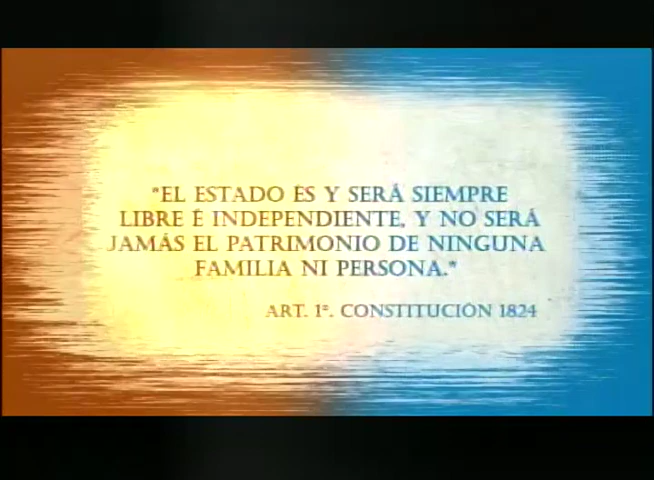 "EL ESTADO ES Y SERÁ SIEMPRE
LIBRE É INDEPENDIENTE, Y NO SERÁ
JAMÁS EL PATRIMONIO DE NINGUNA
FAMILIA NI PERSONA."
ART. 1º. CONSTITUCIÓN 1824